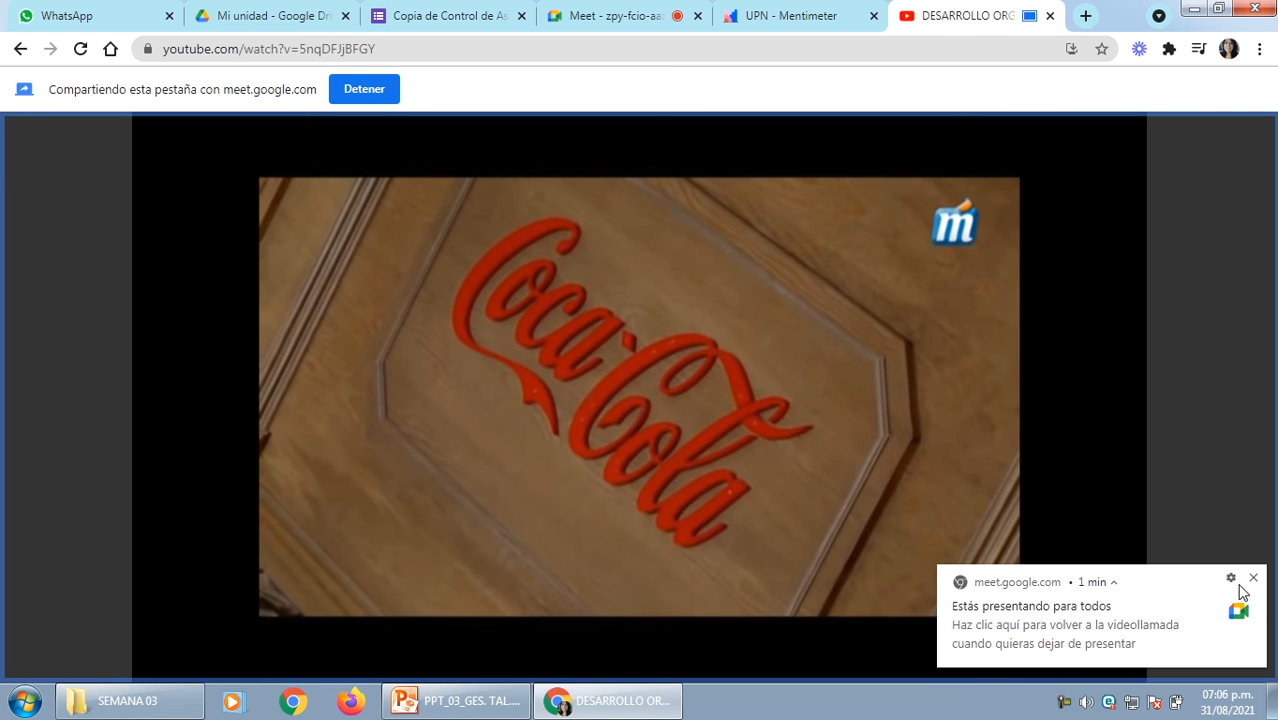 WhatsApp
Mi unidad - Google D
Copia de Control de As
Meet - zpy-fcio-aa
UPN - Mentimeter
DESARROLLO ORG
youtube.com/watch?v=5nqDFJjBFGY
Compartiendo esta pestaña con meet.google.com
Detener
m
Coca-Cola
meet.google.com • 1 min
Estás presentando para todos
Haz clic aquí para volver a la videollamada
cuando quieras dejar de presentar
SEMANA 03
PPT_03_GES. TAL....
DESARROLLO OR...
07:06 p.m.
31/08/2021